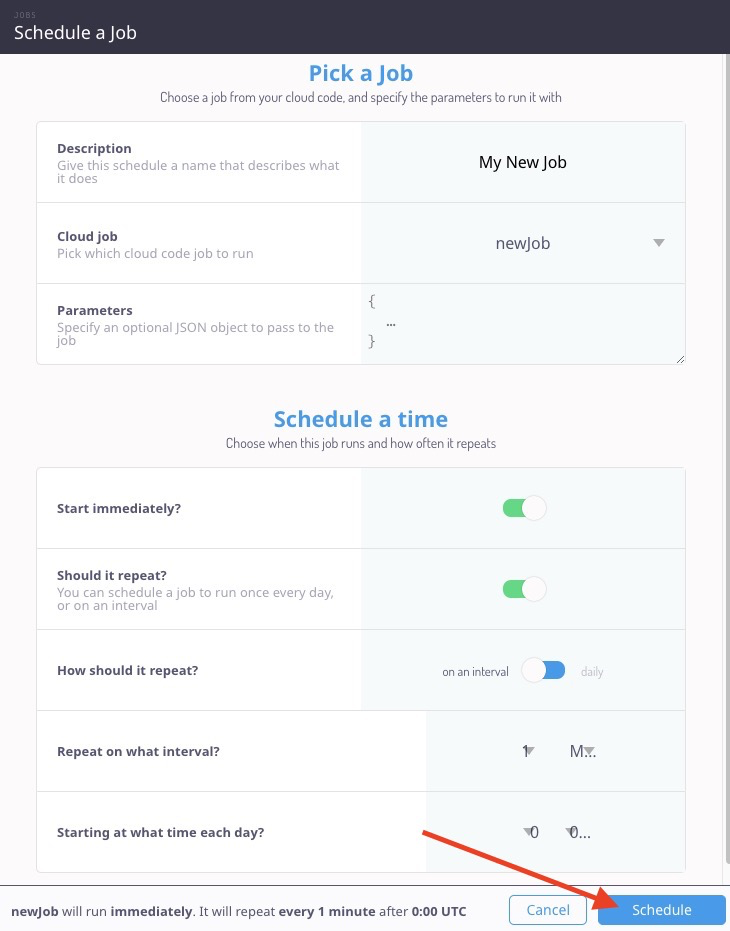 JOBS
Schedule a Job
Pick a Job
Choose a job from your cloud code, and specify the parameters to run it with
Description
Give this schedule a name that describes what
it does
My New Job
Cloud job
Pick which cloud code job to run
newJob
Parameters
Specify an optional JSON object to pass to the
job
{
...
}
Schedule a time
Choose when this job runs and how often it repeats
Start immediately?
Should it repeat?
You can schedule a job to run once every day,
or on an interval
How should it repeat?
on an interval daily
Repeat on what interval?
1 M...
Starting at what time each day?
0 0...
newJob will run immediately. It will repeat every 1 minute after 0:00 UTC
Cancel
Schedule